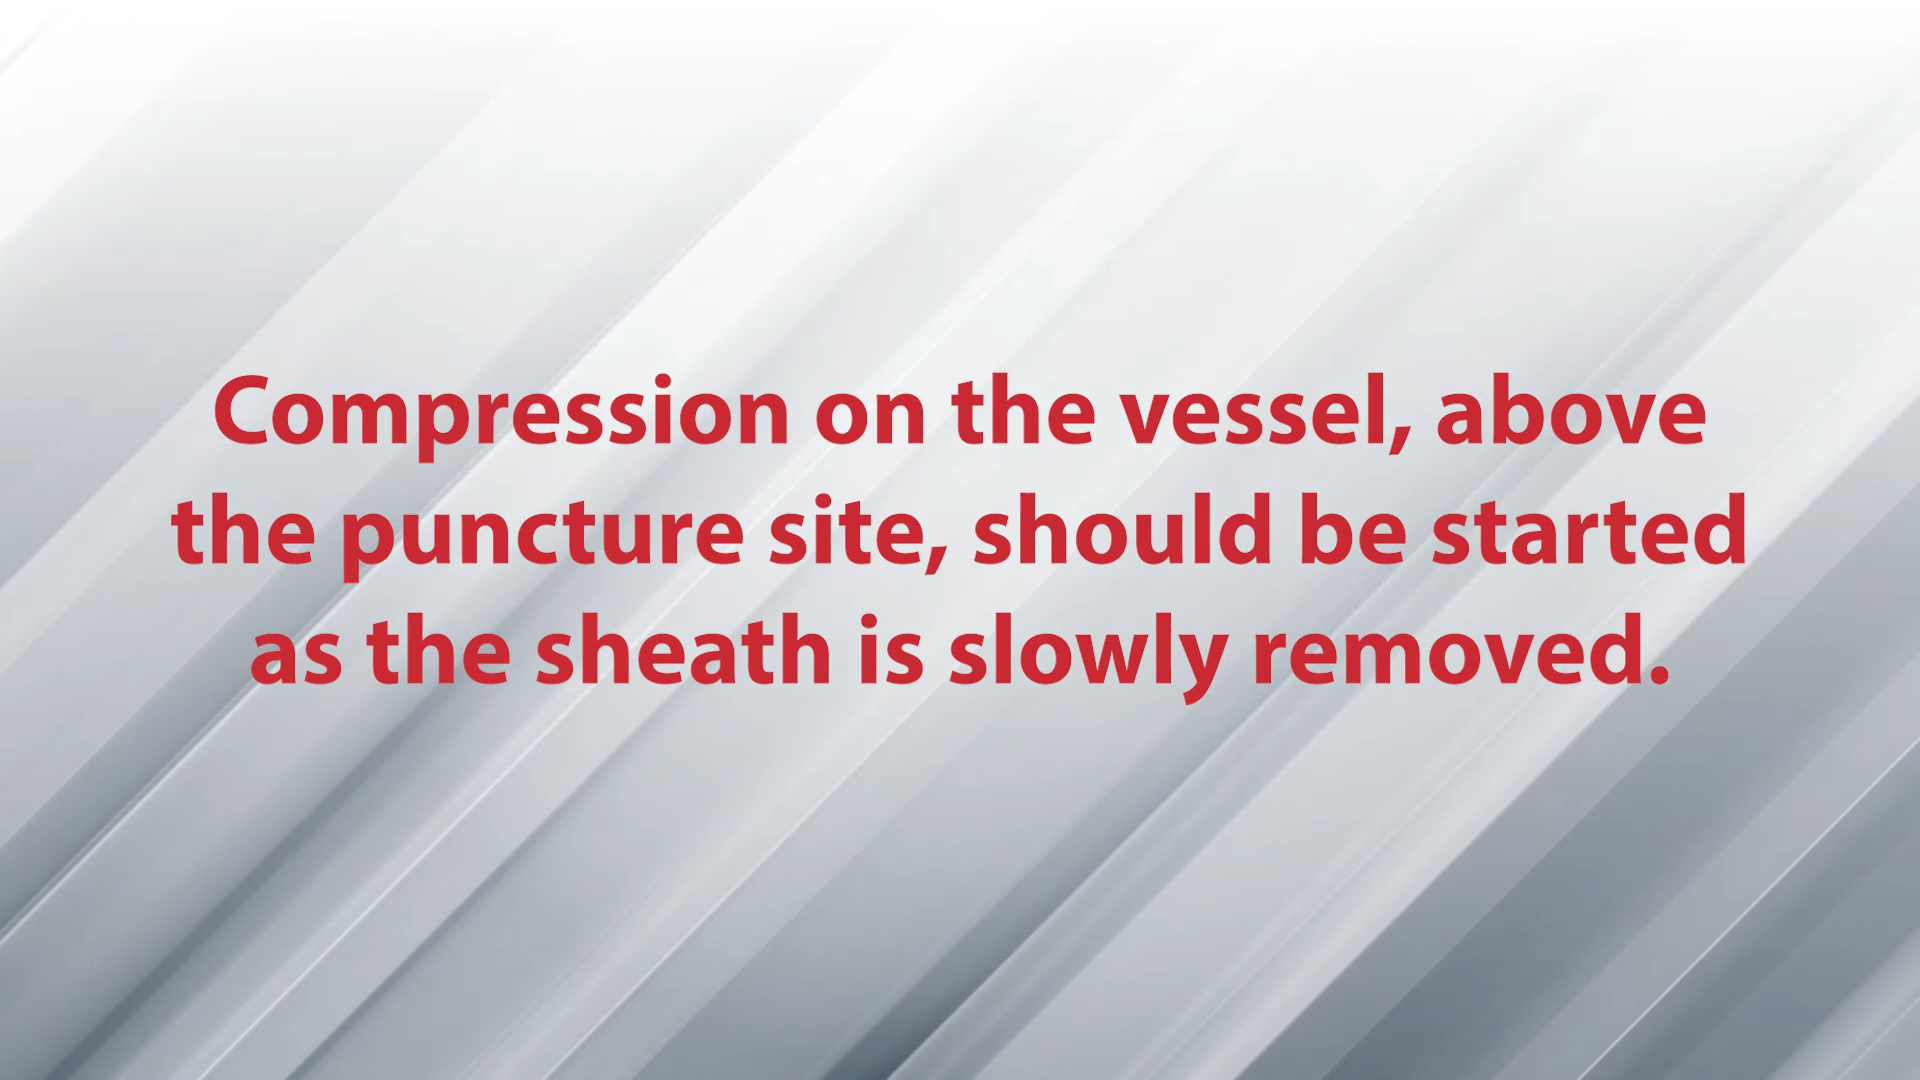 Compression on the vessel, above
the puncture site, should be started
as the sheath is slowly removed.